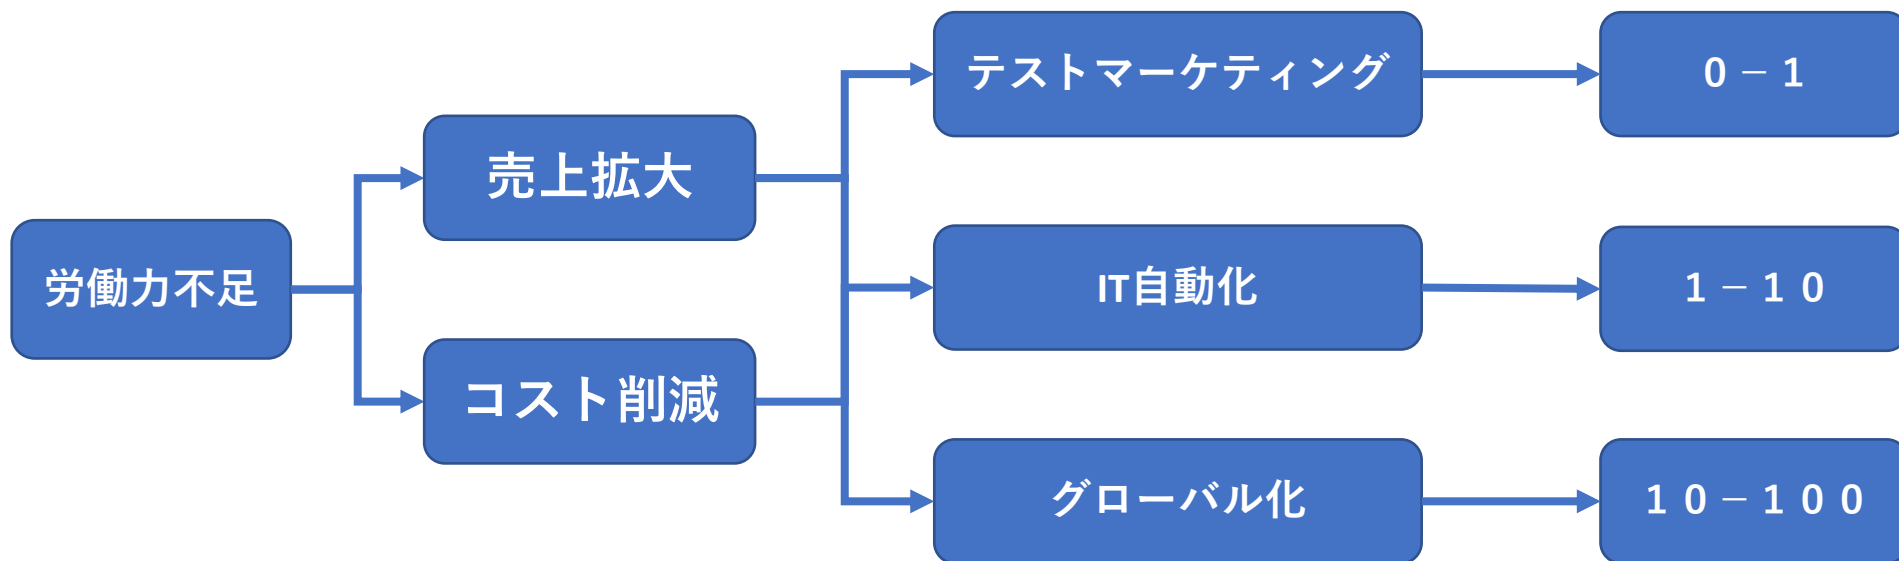 労働力不足
売上拡大
コスト削減
テストマーケティング
IT自動化
グローバル化
０－１
１－１０
１０－１００